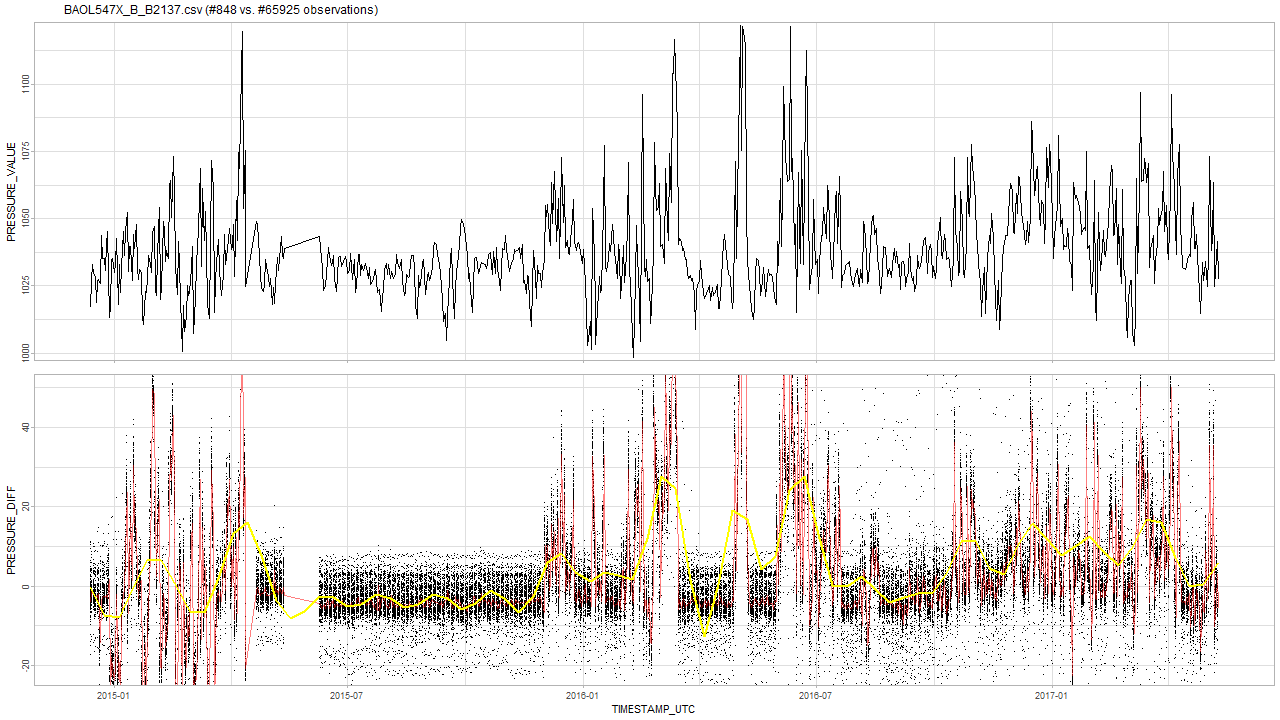 BAOL547X_B_B2137.csv (#848 vs. #65925 observations)
PRESSURE_VALUE
1100
1075
1050
1025
1000
PRESSURE_DIFF
40
20
0
-20
2015-01 2015-07 2016-01 2016-07 2017-01
TIMESTAMP_UTC